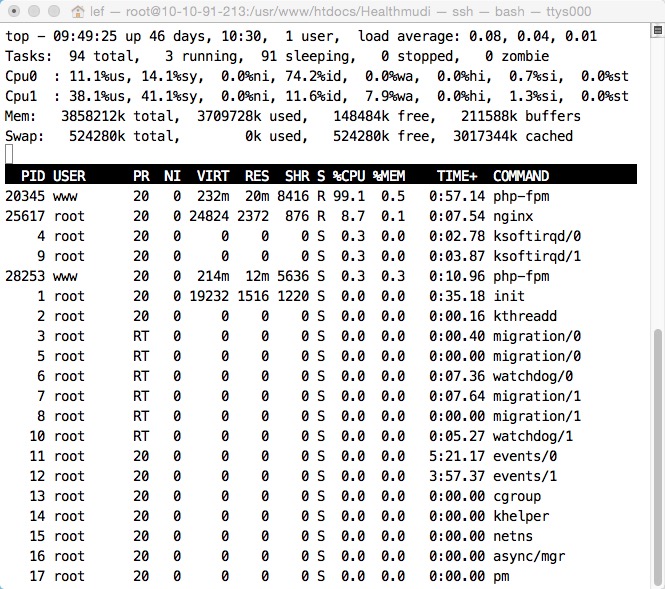 lef — root@10-10-91-213:/usr/www/htdocs/Healthmudi — ssh — bash — ttys000
top - 09:49:25 up 46 days, 10:30,  1 user,  load average: 0.08, 0.04, 0.01
Tasks:  94 total,   3 running,  91 sleeping,   0 stopped,   0 zombie
Cpu0  : 11.1%us, 14.1%sy,  0.0%ni, 74.2%id,  0.0%wa,  0.0%hi,  0.7%si,  0.0%st
Cpu1  : 38.1%us, 41.1%sy,  0.0%ni, 11.6%id,  7.9%wa,  0.0%hi,  1.3%si,  0.0%st
Mem:   3858212k total,  3709728k used,   148484k free,   211588k buffers
Swap:   524280k total,        0k used,   524280k free,  3017344k cached
  PID USER      PR  NI  VIRT  RES  SHR S %CPU %MEM    TIME+  COMMAND
20345 www       20   0  232m  20m 8416 R 99.1  0.5   0:57.14 php-fpm
25617 root      20   0 24824 2372  876 R  8.7  0.1   0:07.54 nginx
    4 root      20   0     0    0    0 S  0.3  0.0   0:02.78 ksoftirqd/0
    9 root      20   0     0    0    0 S  0.3  0.0   0:03.87 ksoftirqd/1
28253 www       20   0  214m  12m 5636 S  0.3  0.3   0:10.96 php-fpm
    1 root      20   0 19232 1516 1220 S  0.0  0.0   0:35.18 init
    2 root      20   0     0    0    0 S  0.0  0.0   0:00.16 kthreadd
    3 root      RT   0     0    0    0 S  0.0  0.0   0:00.40 migration/0
    5 root      RT   0     0    0    0 S  0.0  0.0   0:00.00 migration/0
    6 root      RT   0     0    0    0 S  0.0  0.0   0:07.36 watchdog/0
    7 root      RT   0     0    0    0 S  0.0  0.0   0:07.64 migration/1
    8 root      RT   0     0    0    0 S  0.0  0.0   0:00.00 migration/1
   10 root      RT   0     0    0    0 S  0.0  0.0   0:05.27 watchdog/1
   11 root      20   0     0    0    0 S  0.0  0.0   5:21.17 events/0
   12 root      20   0     0    0    0 S  0.0  0.0   3:57.37 events/1
   13 root      20   0     0    0    0 S  0.0  0.0   0:00.00 cgroup
   14 root      20   0     0    0    0 S  0.0  0.0   0:00.00 khelper
   15 root      20   0     0    0    0 S  0.0  0.0   0:00.00 netns
   16 root      20   0     0    0    0 S  0.0  0.0   0:00.00 async/mgr
   17 root      20   0     0    0    0 S  0.0  0.0   0:00.00 pm